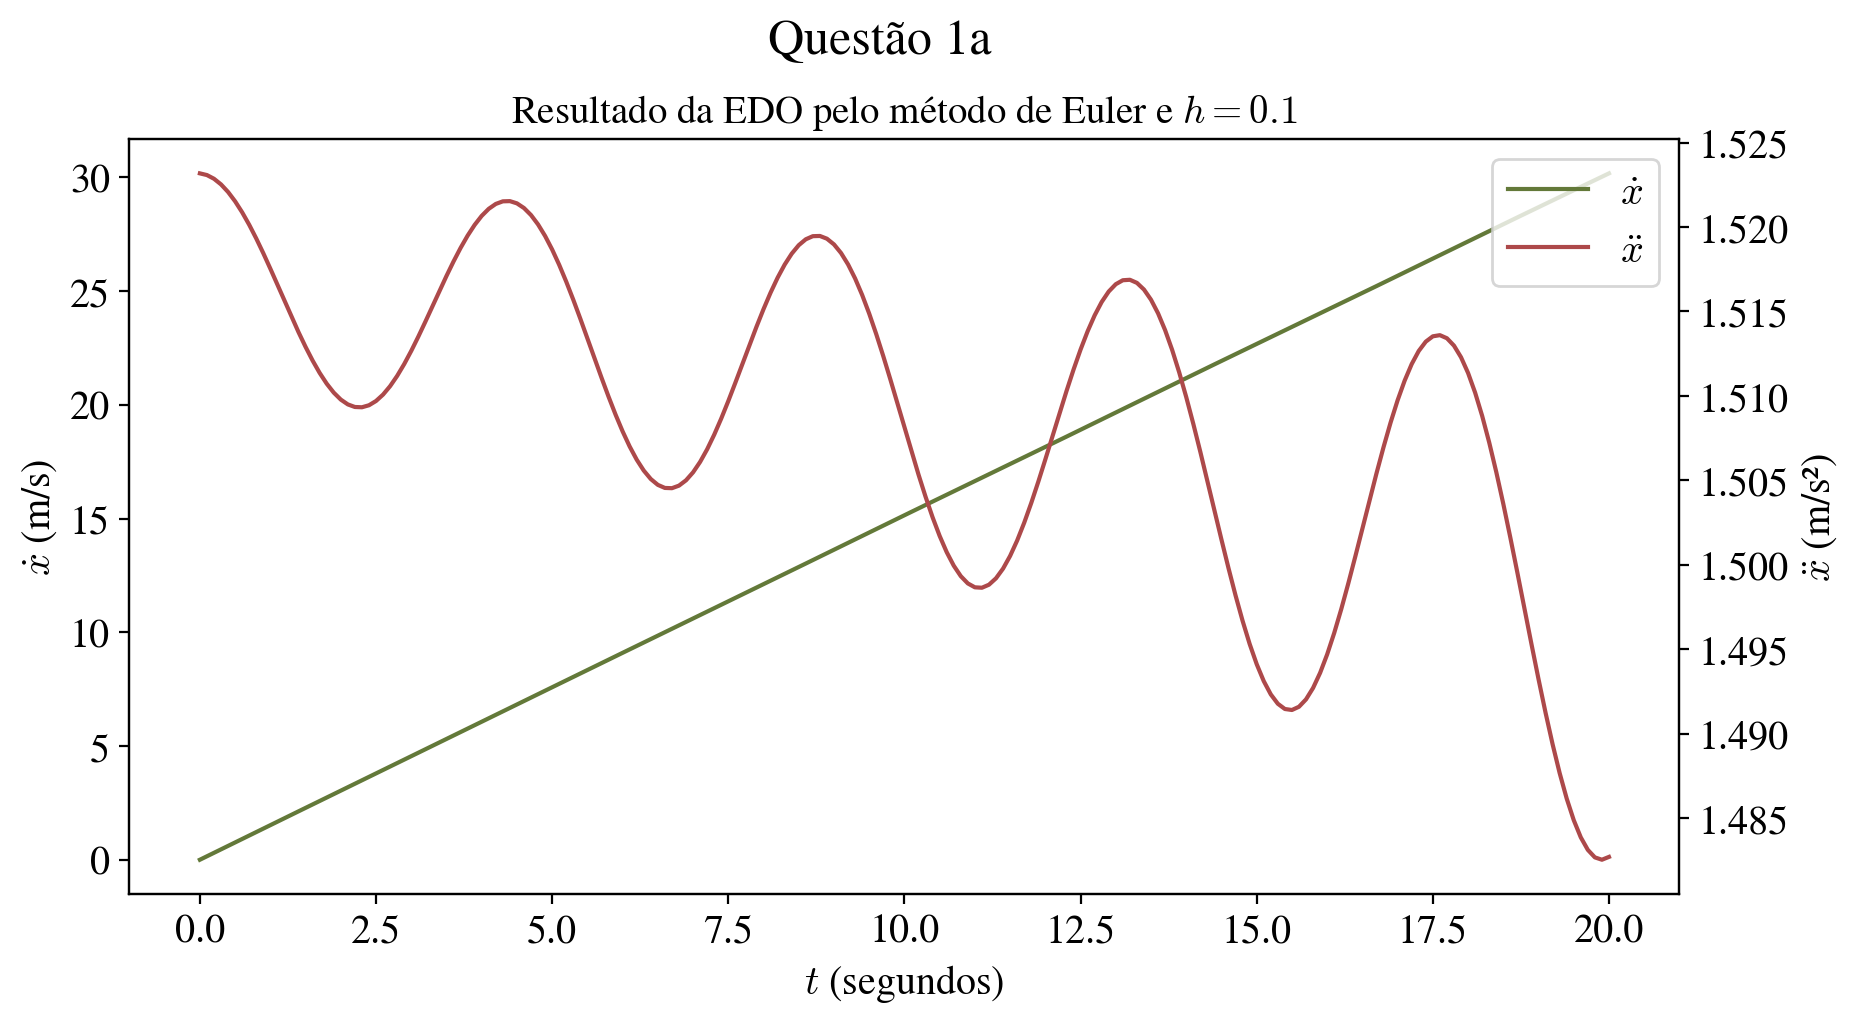 Questão 1a
Resultado da EDO pelo método de Euler e h = 0.1
30
25
20
15
10
5
0
ẋ (m/s)
ẋ
ẍ
1.525
1.520
1.515
1.510
1.505
1.500
1.495
1.490
1.485
ẍ (m/s²)
0.0 2.5 5.0 7.5 10.0 12.5 15.0 17.5 20.0
t (segundos)